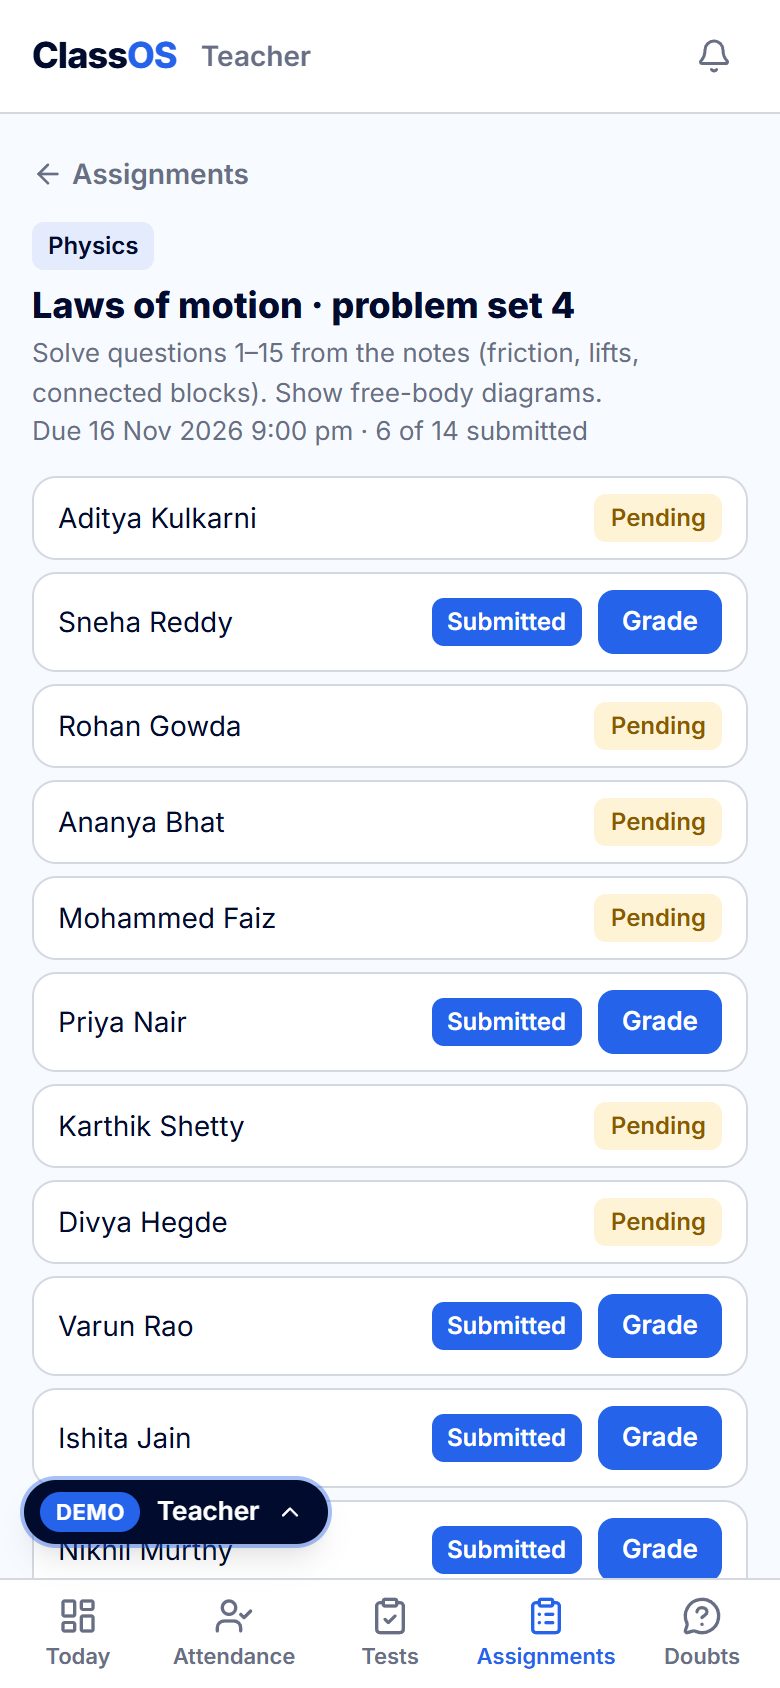 ClassOS Teacher
Assignments
Physics
Laws of motion · problem set 4
Solve questions 1–15 from the notes (friction, lifts,
connected blocks). Show free-body diagrams.
Due 16 Nov 2026 9:00 pm · 6 of 14 submitted
Aditya Kulkarni Pending
Sneha Reddy Submitted Grade
Rohan Gowda Pending
Ananya Bhat Pending
Mohammed Faiz Pending
Priya Nair Submitted Grade
Karthik Shetty Pending
Divya Hegde Pending
Varun Rao Submitted Grade
Ishita Jain Submitted Grade
DEMO Teacher
Nikhil Murthy Submitted Grade
Today Attendance Tests Assignments Doubts